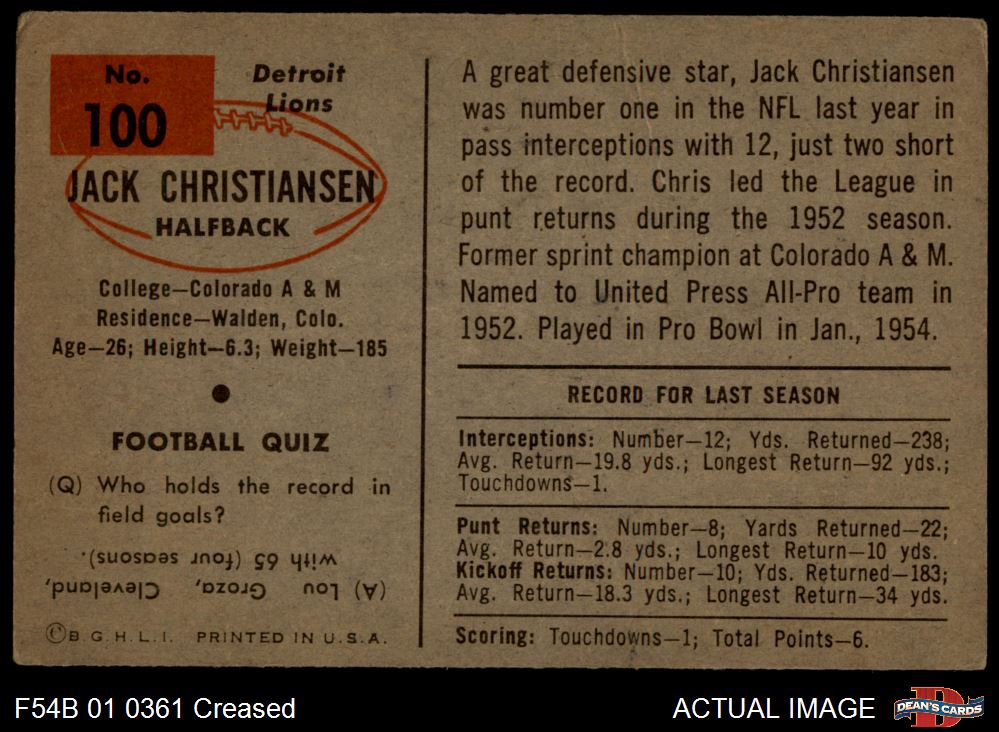 No.
100
Detroit
Lions
JACK CHRISTIANSEN
HALFBACK
College—Colorado A & M
Residence—Walden, Colo.
Age—26; Height—6.3; Weight—185
FOOTBALL QUIZ
(Q) Who holds the record in
field goals?
(A) Lou Groza, Cleveland,
with 65 (four seasons).
©B.G.H.L.I. PRINTED IN U.S.A.
A great defensive star, Jack Christiansen
was number one in the NFL last year in
pass interceptions with 12, just two short
of the record. Chris led the League in
punt returns during the 1952 season.
Former sprint champion at Colorado A & M.
Named to United Press All-Pro team in
1952. Played in Pro Bowl in Jan., 1954.
RECORD FOR LAST SEASON
Interceptions: Number—12; Yds. Returned—238;
Avg. Return—19.8 yds.; Longest Return—92 yds.;
Touchdowns—1.
Punt Returns: Number—8; Yards Returned—22;
Avg. Return—2.8 yds.; Longest Return—10 yds.
Kickoff Returns: Number—10; Yds. Returned—183;
Avg. Return—18.3 yds.; Longest Return—34 yds.
Scoring: Touchdowns—1; Total Points—6.
F54B 01 0361 Creased
ACTUAL IMAGE
D
DEAN'S CARDS